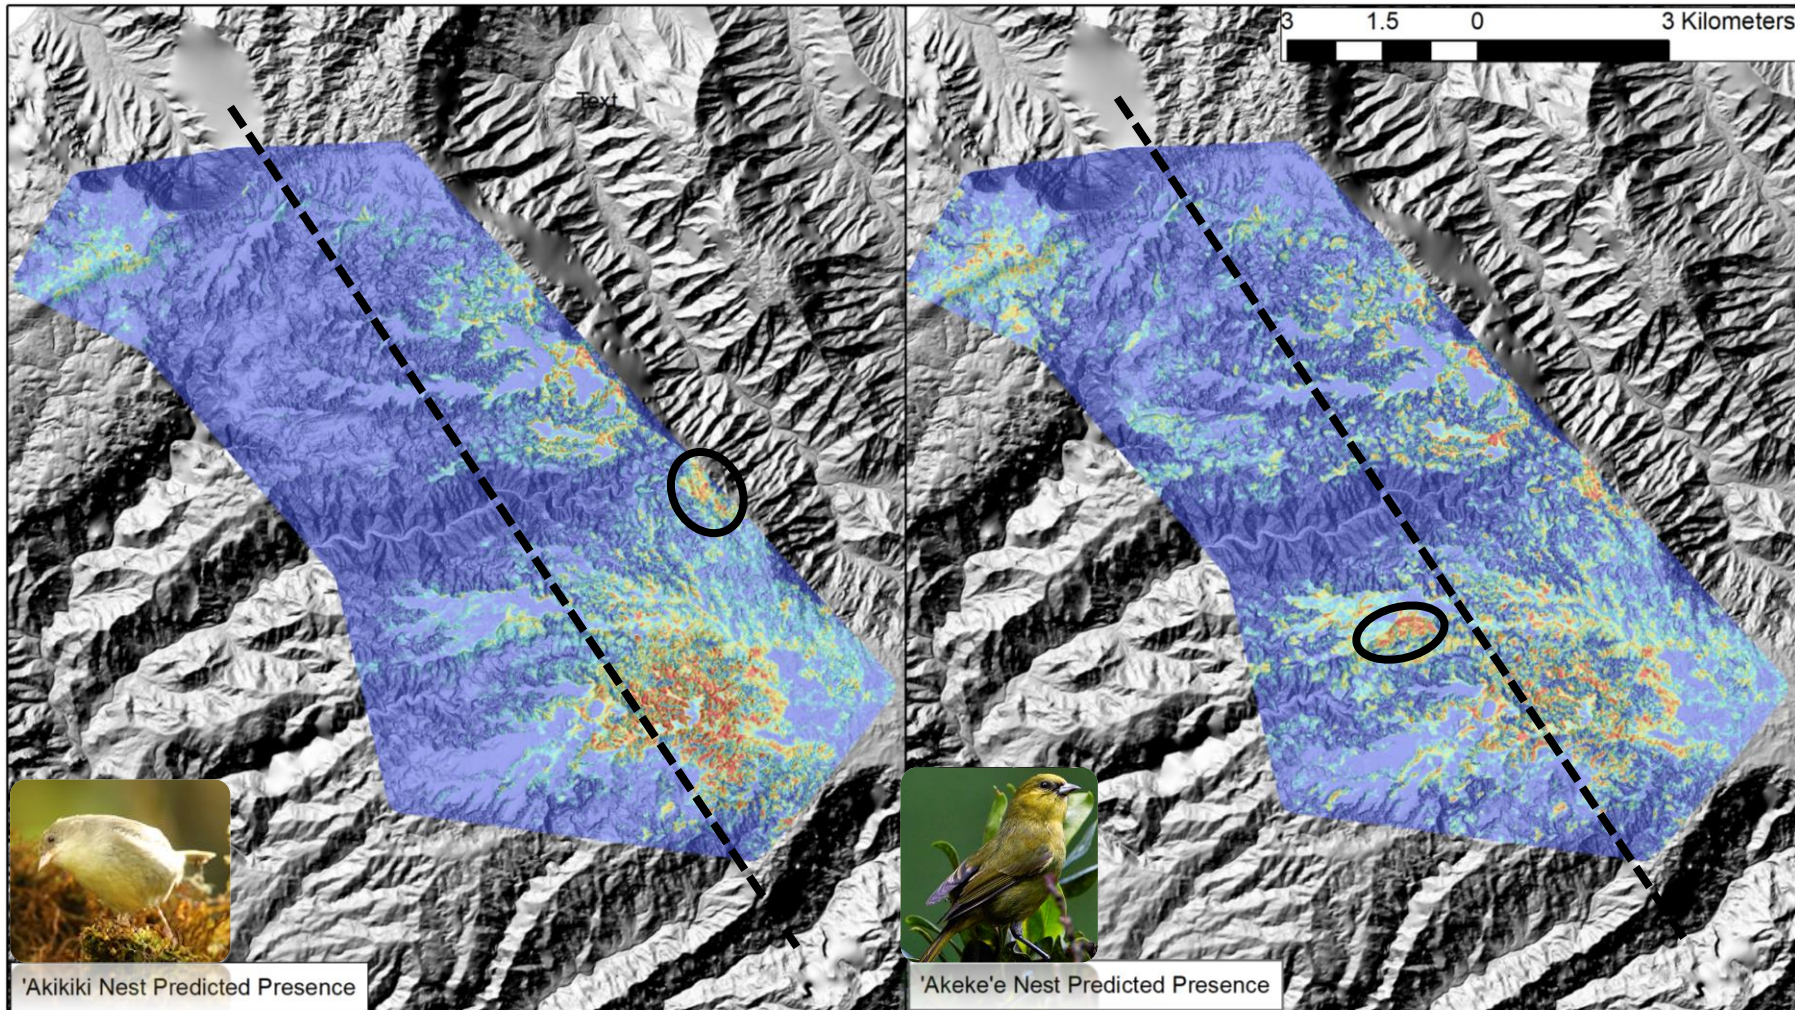 3 1.5 0 3 Kilometers
Text
'Akikiki Nest Predicted Presence
'Akeke'e Nest Predicted Presence